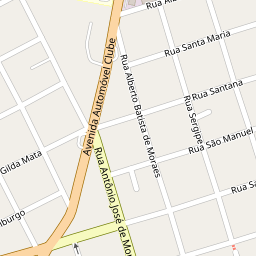 Rua Al
Rua Santa Maria
Avenida Automóvel Clube
Rua Alberto Batista de Moraes
Rua Santana
Rua Sergipe
Rua São Manuel
Gilda Mata
Rua Antônio José de Mo
Rua Sa
lburgo